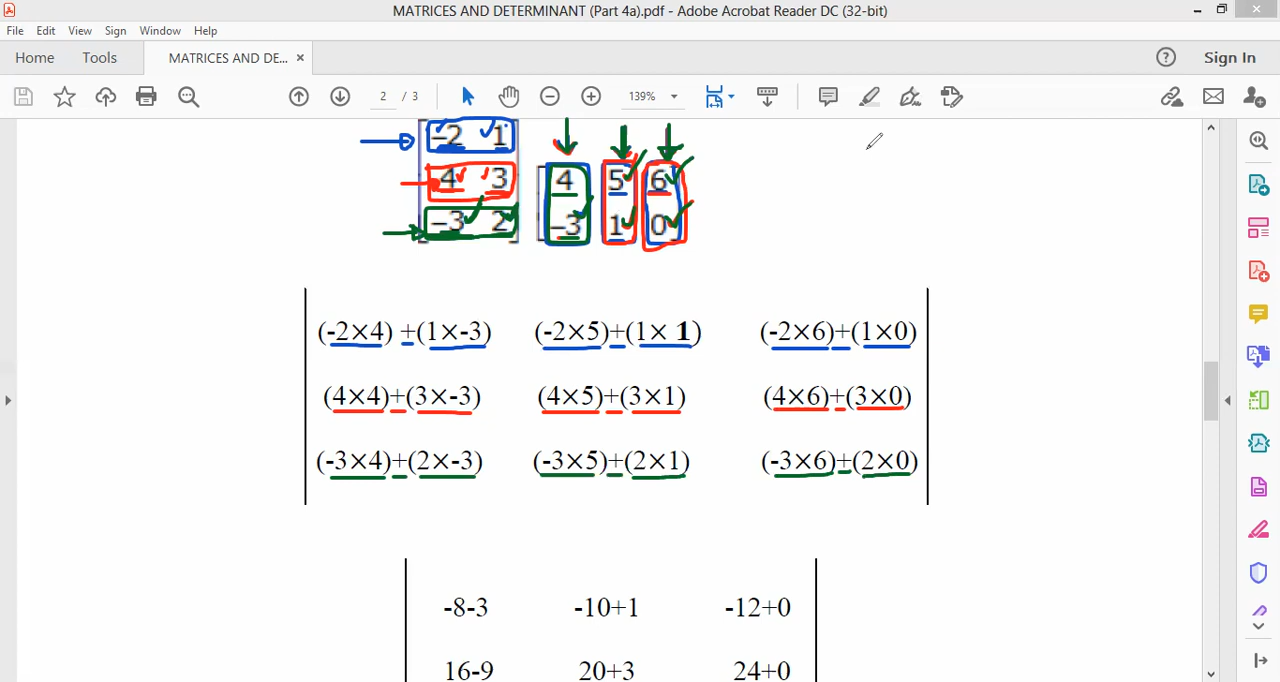 MATRICES AND DETERMINANT (Part 4a).pdf - Adobe Acrobat Reader DC (32-bit)
File Edit View Sign Window Help
Home Tools MATRICES AND DE... × Sign In
2 / 3 139%
-2 1
4 3 4 5 6
-3 2 -3 1 0
(-2×4) +(1×-3) (-2×5)+(1× 1) (-2×6)+(1×0)
(4×4)+(3×-3) (4×5)+(3×1) (4×6)+(3×0)
(-3×4)+(2×-3) (-3×5)+(2×1) (-3×6)+(2×0)
-8-3 -10+1 -12+0
16-9 20+3 24+0